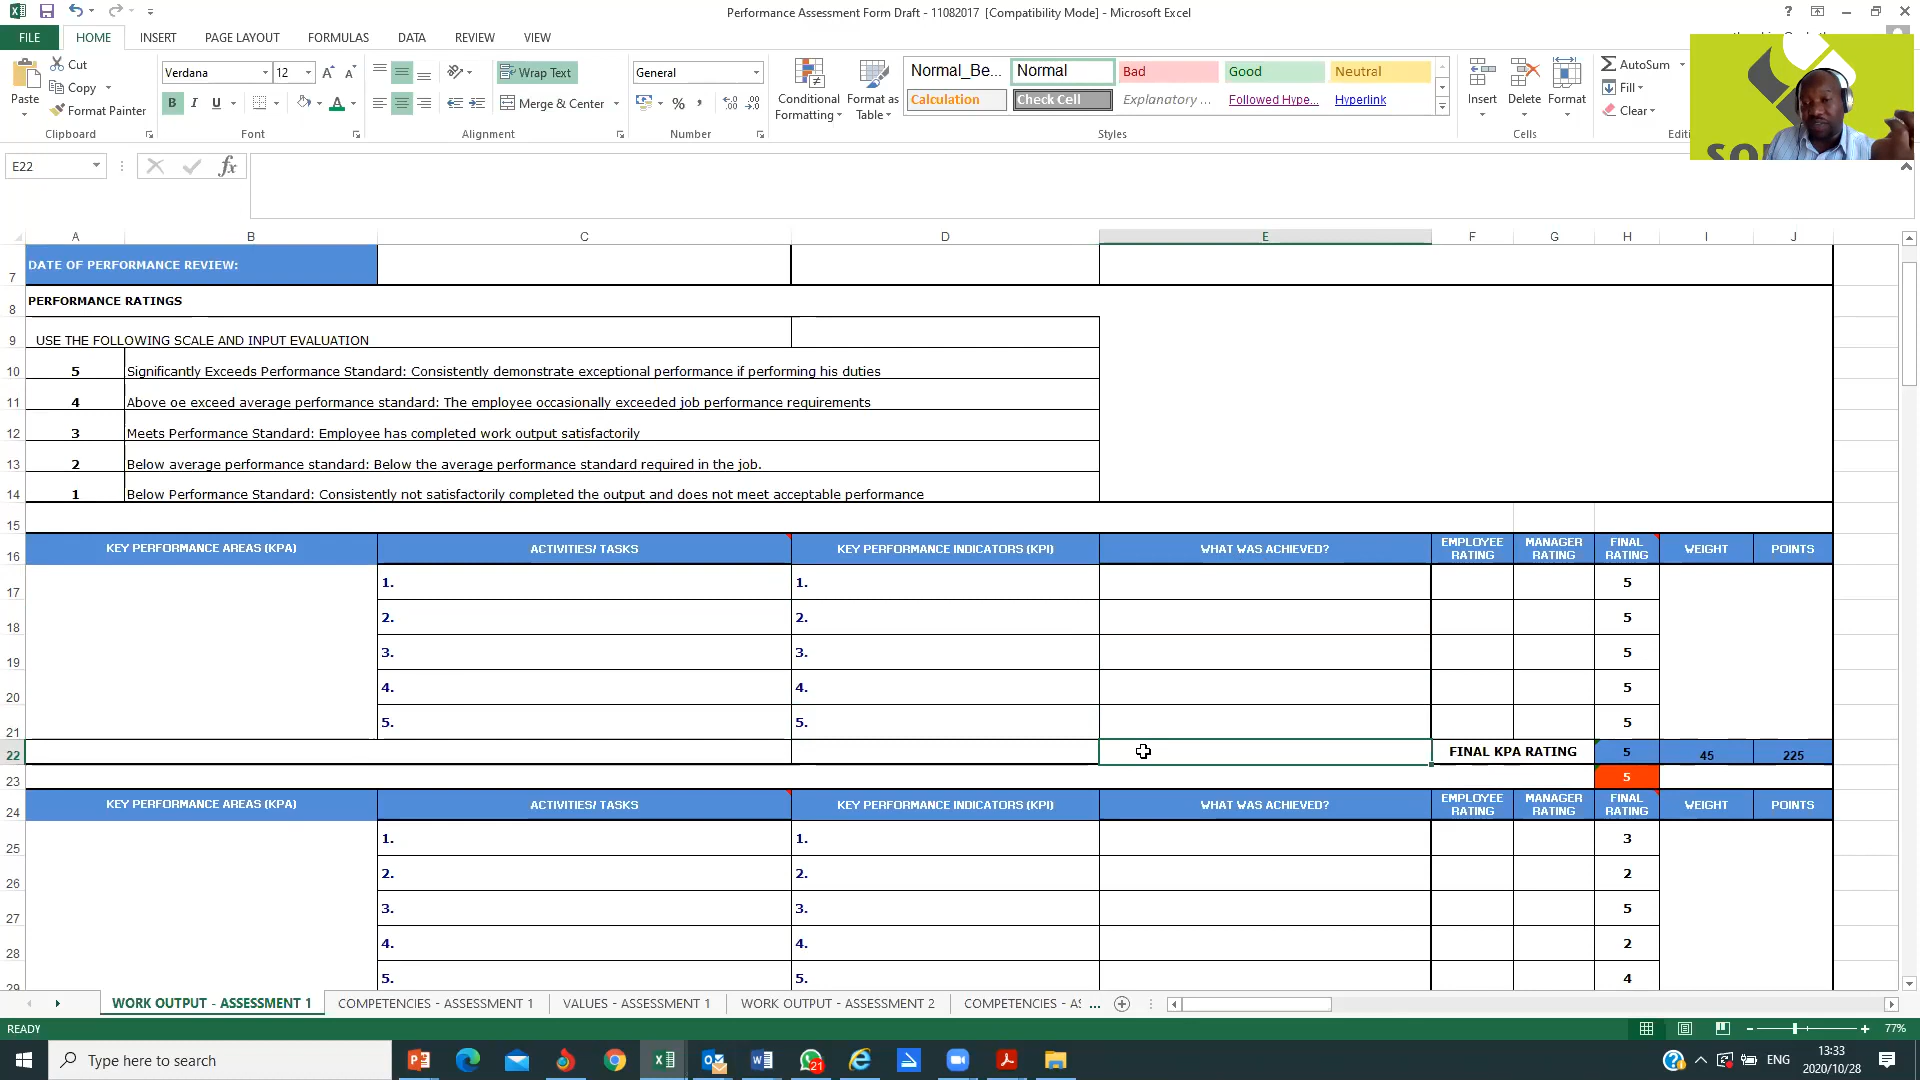 Performance Assessment Form Draft - 11082017 [Compatibility Mode] - Microsoft Excel
FILE HOME INSERT PAGE LAYOUT FORMULAS DATA REVIEW VIEW
Paste
Cut
Copy
Format Painter
Clipboard
Verdana 12
B I U
Font
Wrap Text
Merge & Center
Alignment
General
Number
Conditional Formatting
Format as Table
Normal_Be... Normal Bad Good Neutral
Calculation Check Cell Explanatory ... Followed Hype... Hyperlink
Styles
Insert Delete Format
Cells
AutoSum
Fill
Clear
E22
fx
A B C D E F G H I J
7 DATE OF PERFORMANCE REVIEW:
8 PERFORMANCE RATINGS
9 USE THE FOLLOWING SCALE AND INPUT EVALUATION
10 5 Significantly Exceeds Performance Standard: Consistently demonstrate exceptional performance if performing his duties
11 4 Above oe exceed average performance standard: The employee occasionally exceeded job performance requirements
12 3 Meets Performance Standard: Employee has completed work output satisfactorily
13 2 Below average performance standard: Below the average performance standard required in the job.
14 1 Below Performance Standard: Consistently not satisfactorily completed the output and does not meet acceptable performance
15
16 KEY PERFORMANCE AREAS (KPA) ACTIVITIES/ TASKS KEY PERFORMANCE INDICATORS (KPI) WHAT WAS ACHIEVED? EMPLOYEE RATING MANAGER RATING FINAL RATING WEIGHT POINTS
17 1. 1. 5
18 2. 2. 5
19 3. 3. 5
20 4. 4. 5
21 5. 5. 5
22 FINAL KPA RATING 5 45 225
23 5
24 KEY PERFORMANCE AREAS (KPA) ACTIVITIES/ TASKS KEY PERFORMANCE INDICATORS (KPI) WHAT WAS ACHIEVED? EMPLOYEE RATING MANAGER RATING FINAL RATING WEIGHT POINTS
25 1. 1. 3
26 2. 2. 2
27 3. 3. 5
28 4. 4. 2
29 5. 5. 4
WORK OUTPUT - ASSESSMENT 1 COMPETENCIES - ASSESSMENT 1 VALUES - ASSESSMENT 1 WORK OUTPUT - ASSESSMENT 2 COMPETENCIES - AS ...
READY
77%
Type here to search
21
ENG
13:33
2020/10/28